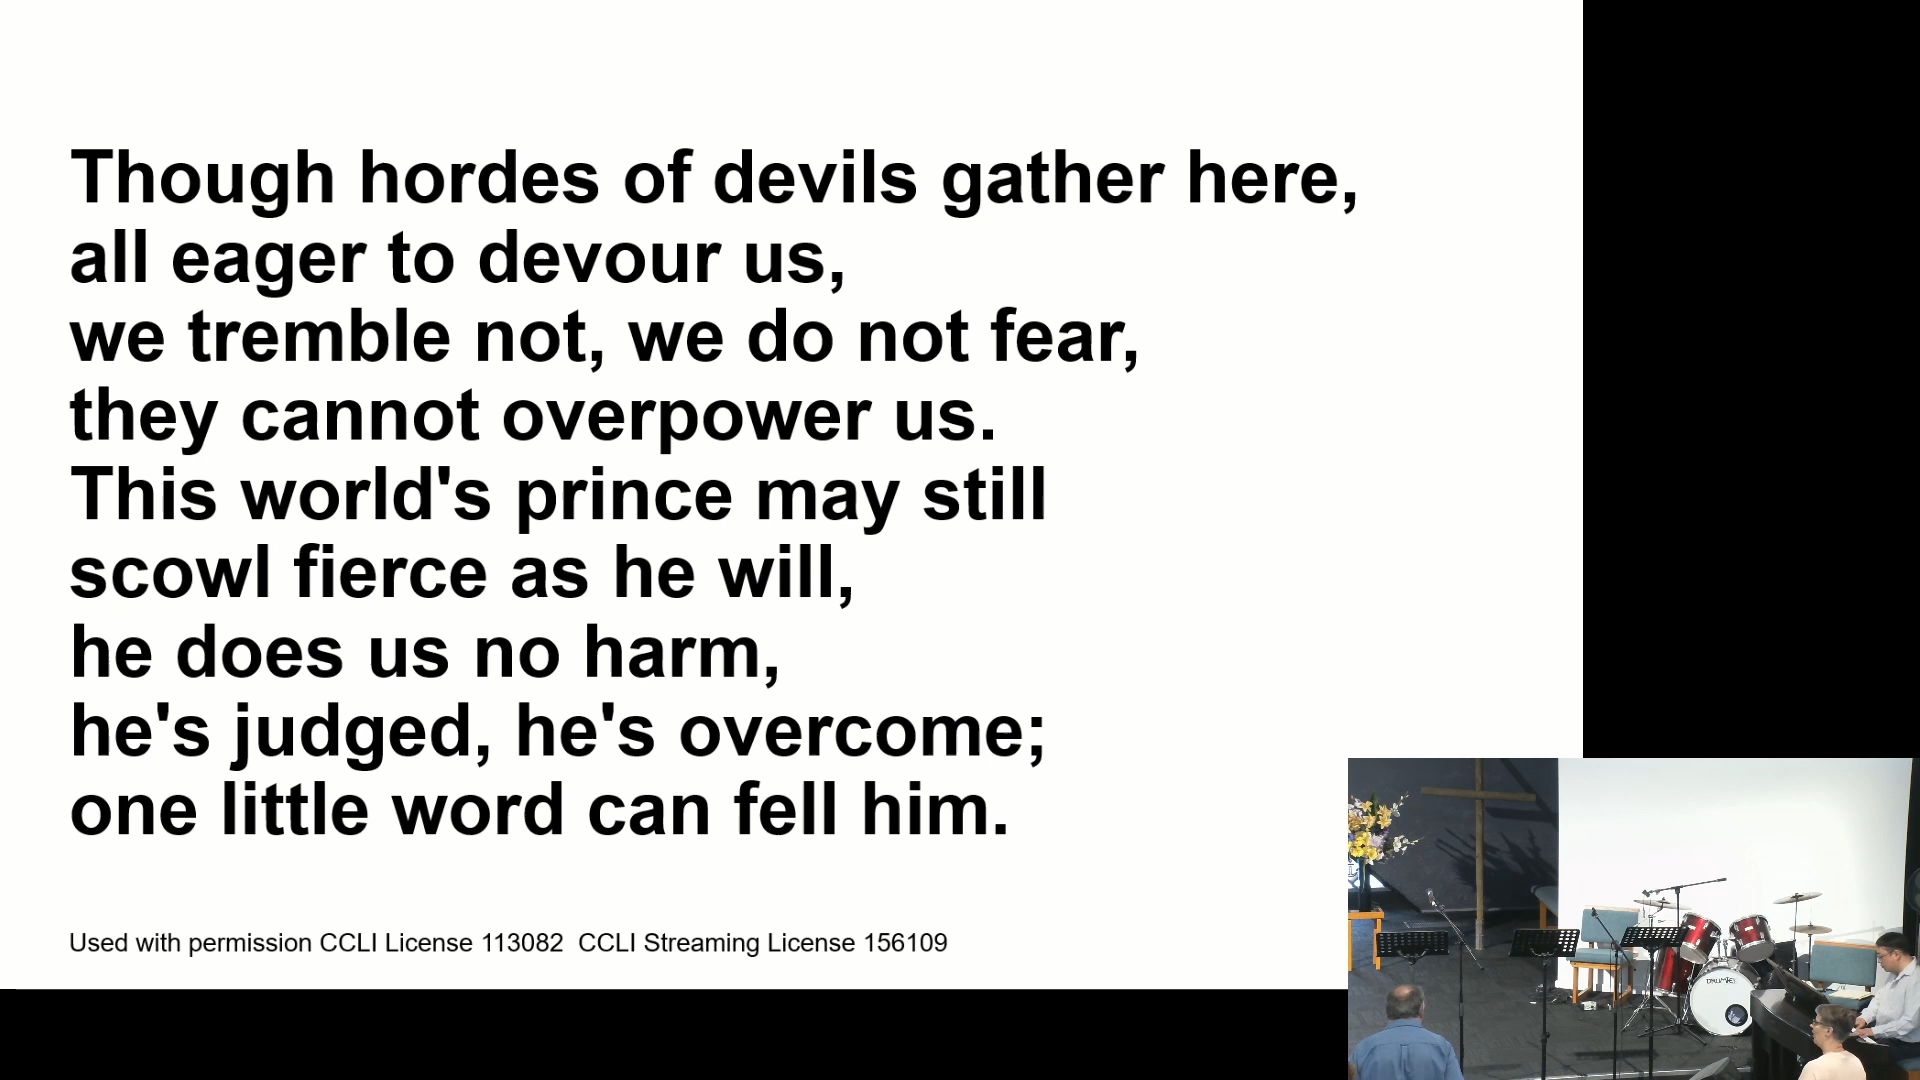 Though hordes of devils gather here,
all eager to devour us,
we tremble not, we do not fear,
they cannot overpower us.
This world's prince may still
scowl fierce as he will,
he does us no harm,
he's judged, he's overcome;
one little word can fell him.
Used with permission CCLI License 113082  CCLI Streaming License 156109